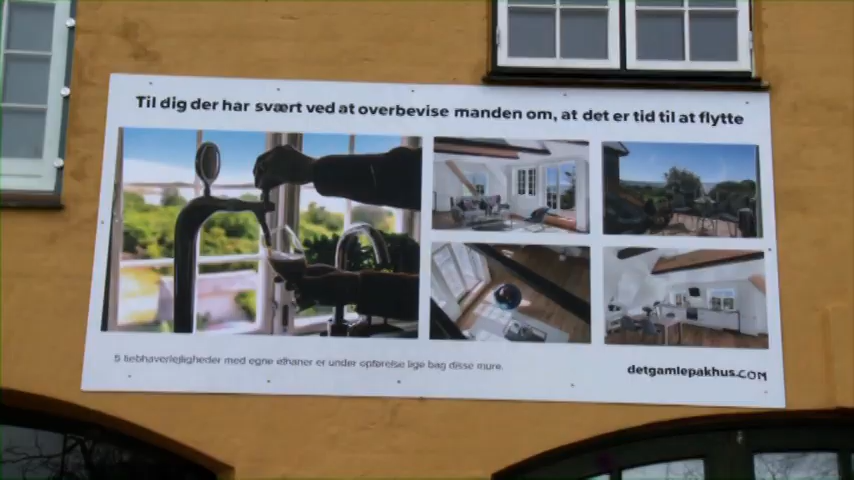 Til dig der har svært ved at overbevise manden om, at det er tid til at flytte
5 liebhaverlejligheder med egne ølhaner er under opførelse lige bag disse mure.
detgamlepakhus.COM